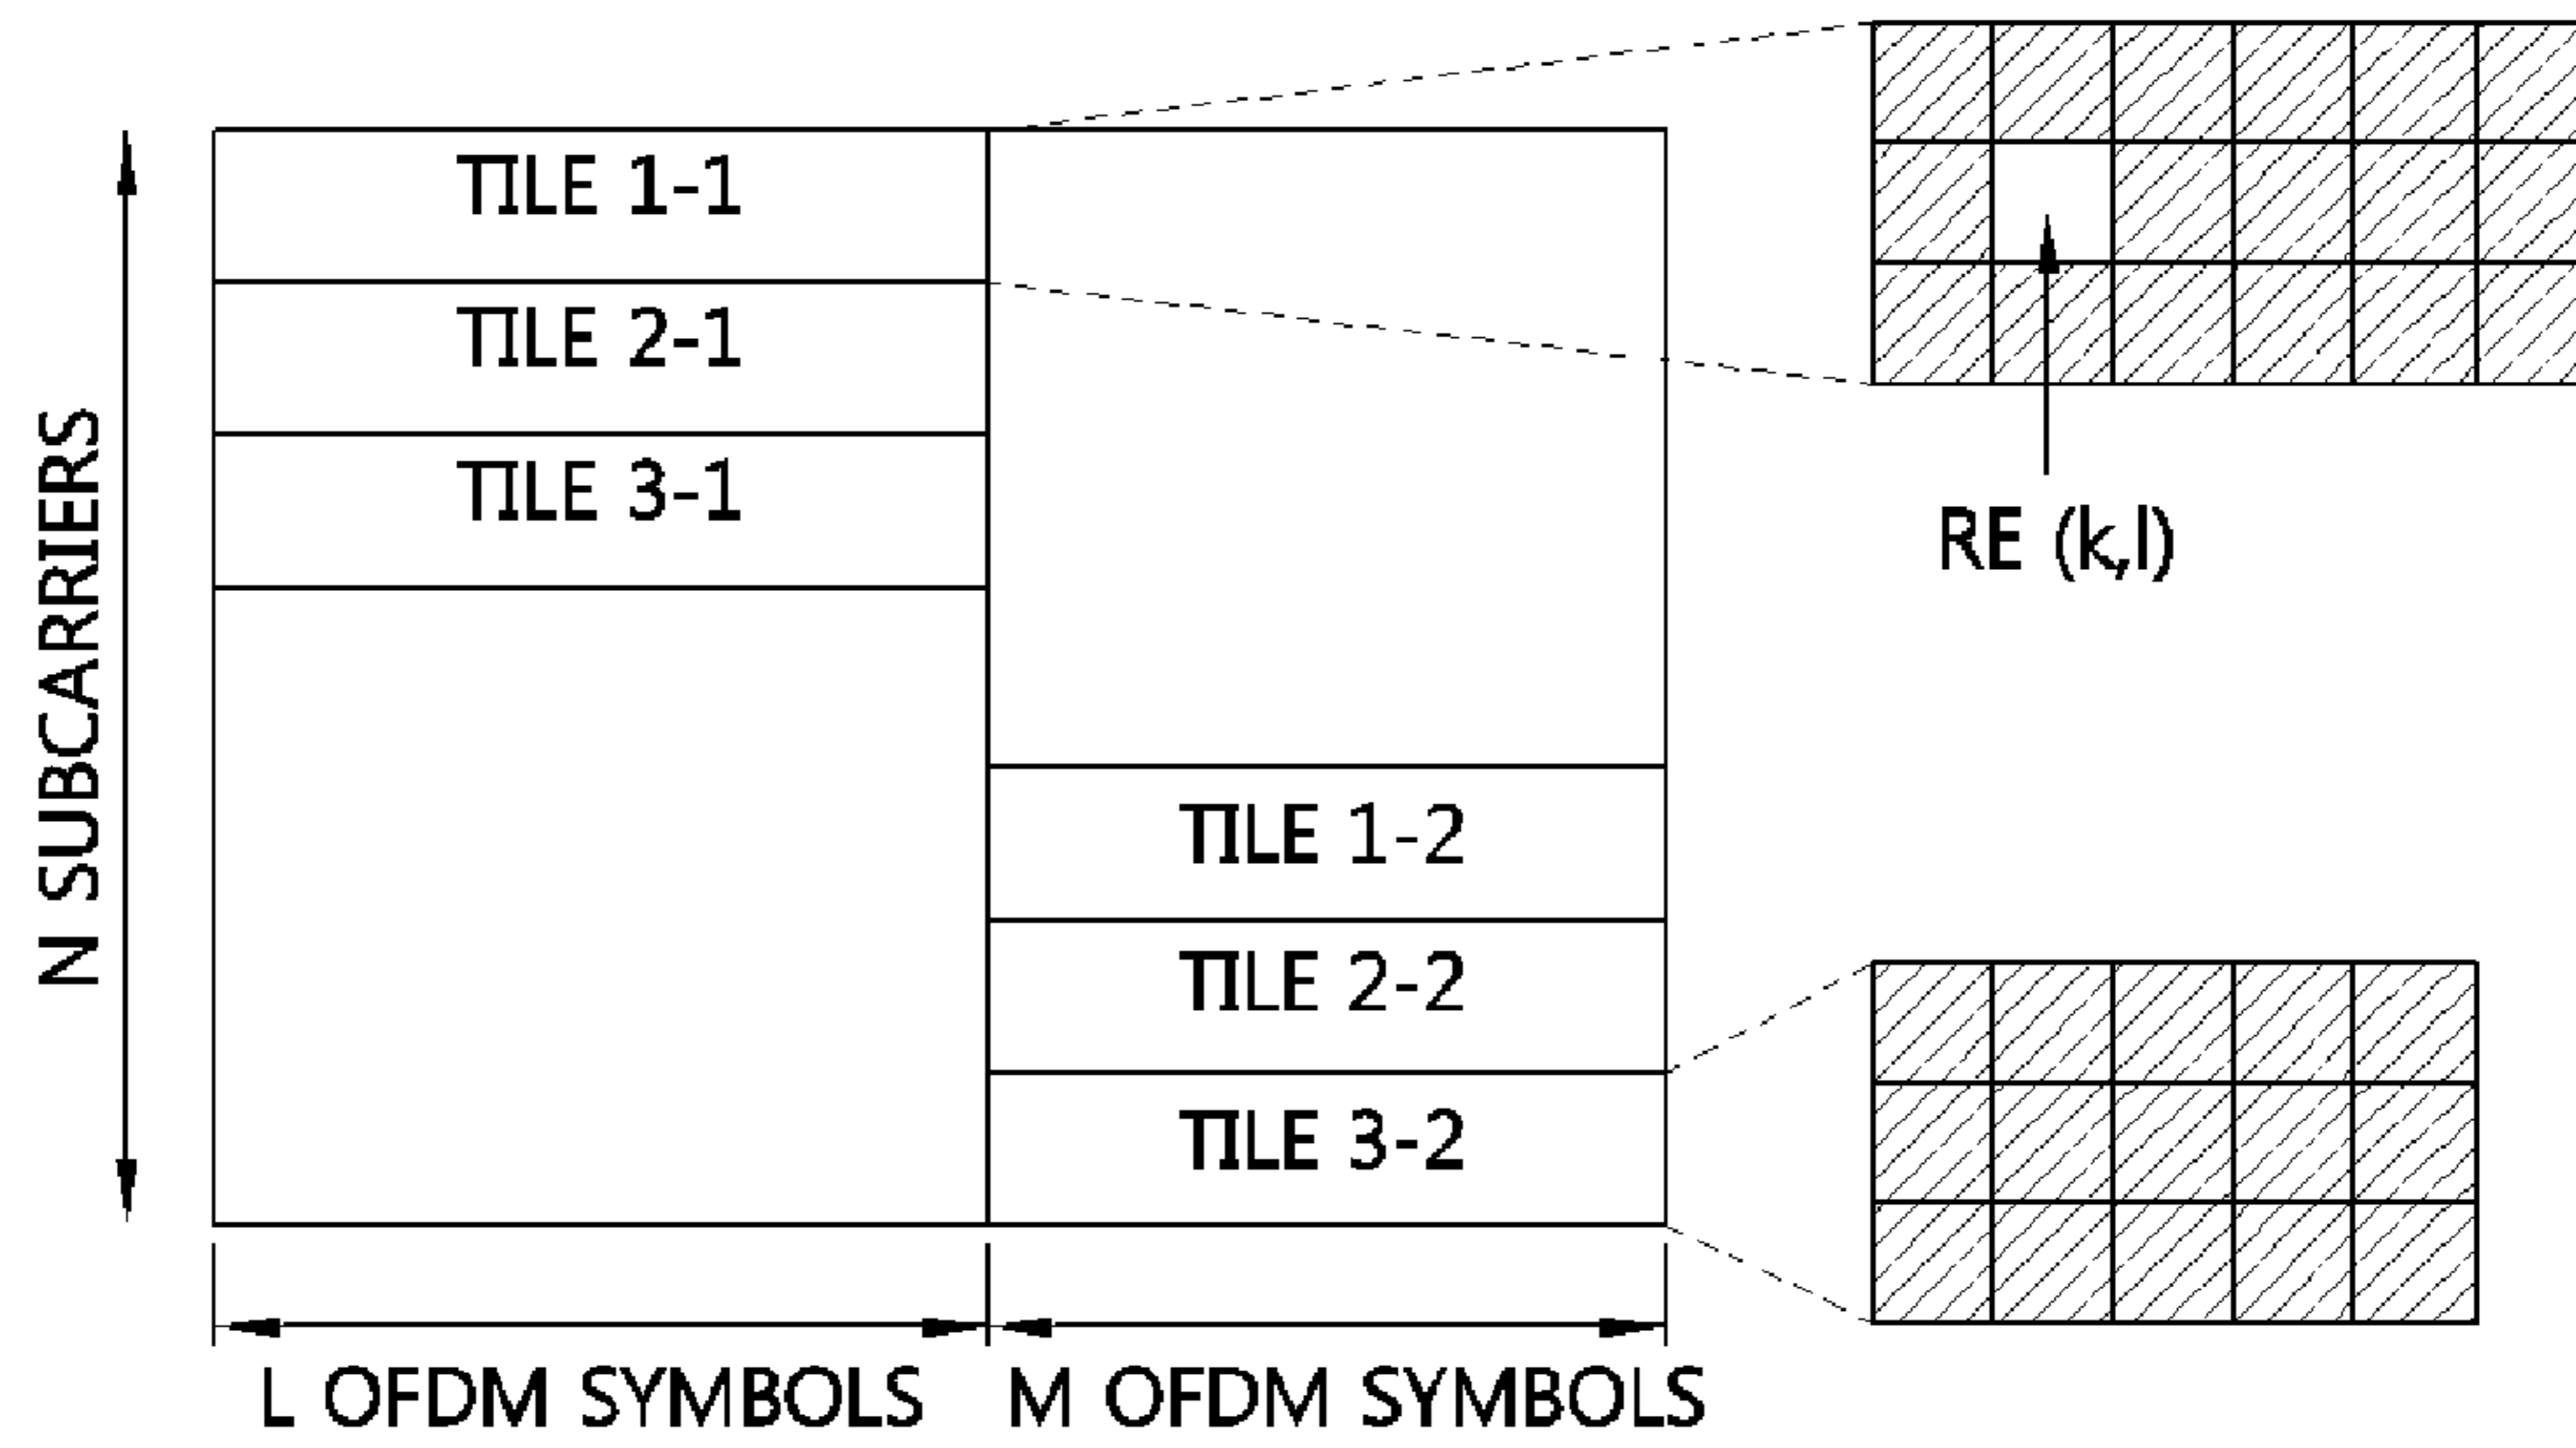 N SUBCARRIERS
TILE 1-1
TILE 2-1
TILE 3-1
TILE 1-2
TILE 2-2
TILE 3-2
RE (k,l)
L OFDM SYMBOLS
M OFDM SYMBOLS